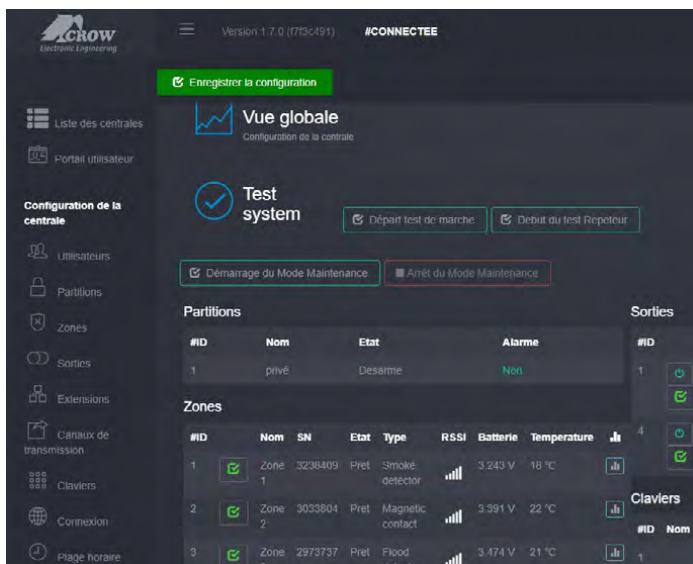 CROW
Electronic Engineering
Version 1.7.0 (f7f3c491) #CONNECTEE
Enregistrer la configuration
Liste des centrales
Portail utilisateur
Configuration de la
centrale
Utilisateurs
Partitions
Zones
Sorties
Extensions
Canaux de
transmission
Claviers
Connexion
Plage horaire
Vue globale
Configuration de la centrale
Test
system
Départ test de marche
Debut du test Repeteur
Démarrage du Mode Maintenance
Arrêt du Mode Maintenance
Partitions
#ID Nom Etat Alarme
1 privé Desarme Non
Zones
#ID Nom SN Etat Type RSSI Batterie Temperature
1 Zone 3238409 Pret Smoke 3.243 V 18 °C
1 detector
2 Zone 3033804 Pret Magnetic 3.391 V 22 °C
2 contact
3 Zone 2973737 Pret Flood 3.474 V 21 °C
Sorties
#ID
1
4
Claviers
#ID Nom
1